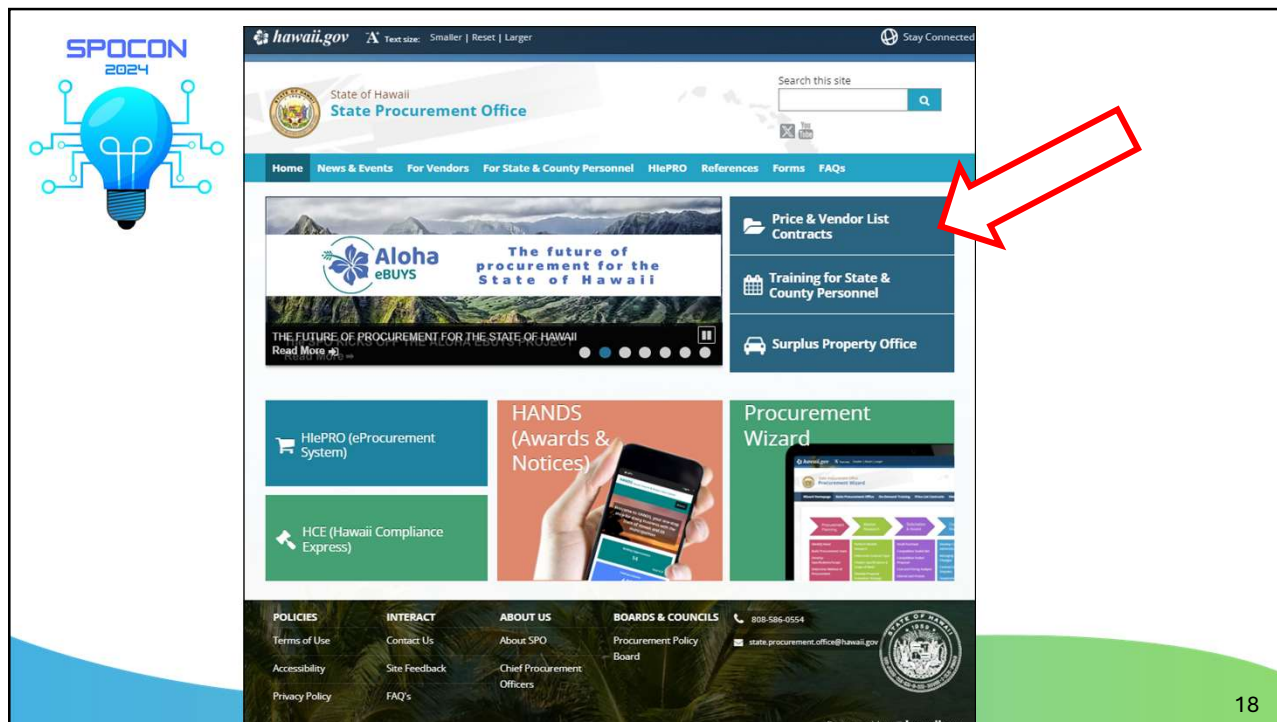 SPOCON
2024
hawaii.gov Text size: Smaller | Reset | Larger Stay Connected
State of Hawaii
State Procurement Office
Search this site
You
Tube
Home News & Events For Vendors For State & County Personnel HIePRO References Forms FAQs
Aloha
eBUYS
The future of
procurement for the
State of Hawaii
THE FUTURE OF PROCUREMENT FOR THE STATE OF HAWAII
Read More
Price & Vendor List
Contracts
Training for State &
County Personnel
Surplus Property Office
HIePRO (eProcurement
System)
HCE (Hawaii Compliance
Express)
HANDS
(Awards &
Notices)
Procurement
Wizard
POLICIES
Terms of Use
Accessibility
Privacy Policy
INTERACT
Contact Us
Site Feedback
FAQ's
ABOUT US
About SPO
Chief Procurement
Officers
BOARDS & COUNCILS
Procurement Policy
Board
808-586-0554
state.procurement.office@hawaii.gov
18